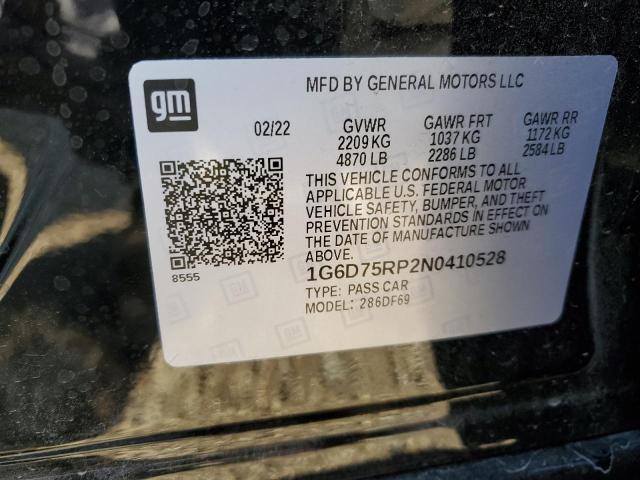 gm
MFD BY GENERAL MOTORS LLC
02/22 GVWR GAWR FRT GAWR RR
2209 KG 1037 KG 1172 KG
4870 LB 2286 LB 2584 LB
THIS VEHICLE CONFORMS TO ALL
APPLICABLE U.S. FEDERAL MOTOR
VEHICLE SAFETY, BUMPER, AND THEFT
PREVENTION STANDARDS IN EFFECT ON
THE DATE OF MANUFACTURE SHOWN
ABOVE.
8555
1G6D75RP2N0410528
TYPE: PASS CAR
MODEL: 286DF69